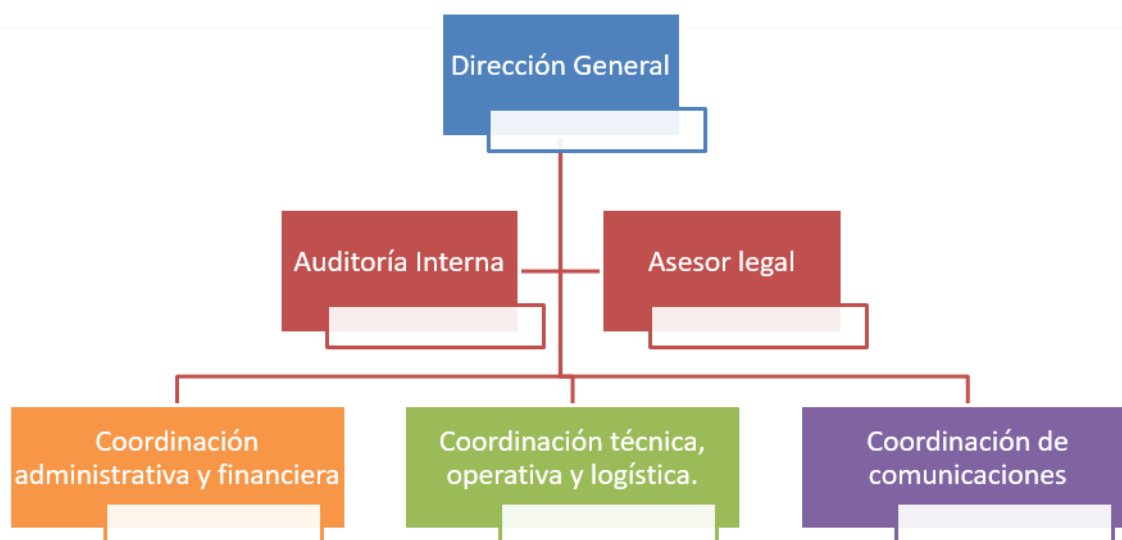 Dirección General
Auditoría Interna
Asesor legal
Coordinación
administrativa y financiera
Coordinación técnica,
operativa y logística.
Coordinación de
comunicaciones